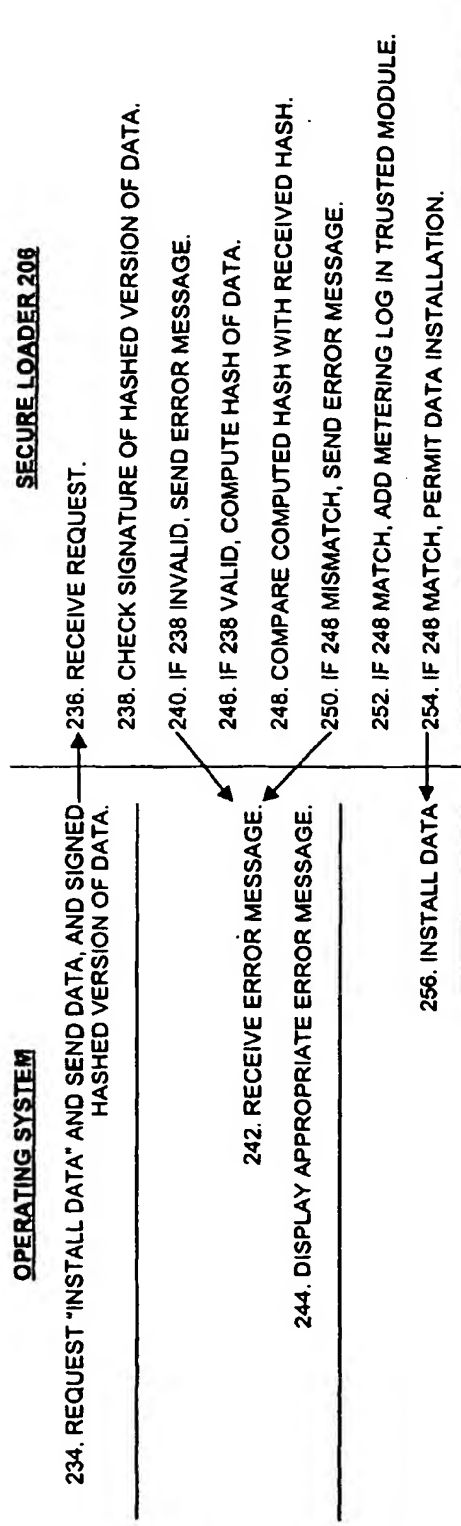 OPERATING SYSTEM
234. REQUEST "INSTALL DATA" AND SEND DATA, AND SIGNED
HASHED VERSION OF DATA.
242. RECEIVE ERROR MESSAGE.
244. DISPLAY APPROPRIATE ERROR MESSAGE.
256. INSTALL DATA
SECURE LOADER 206
236. RECEIVE REQUEST.
238. CHECK SIGNATURE OF HASHED VERSION OF DATA.
240. IF 238 INVALID, SEND ERROR MESSAGE.
246. IF 238 VALID, COMPUTE HASH OF DATA.
248. COMPARE COMPUTED HASH WITH RECEIVED HASH.
250. IF 248 MISMATCH, SEND ERROR MESSAGE.
252. IF 248 MATCH, ADD METERING LOG IN TRUSTED MODULE.
254. IF 248 MATCH, PERMIT DATA INSTALLATION.